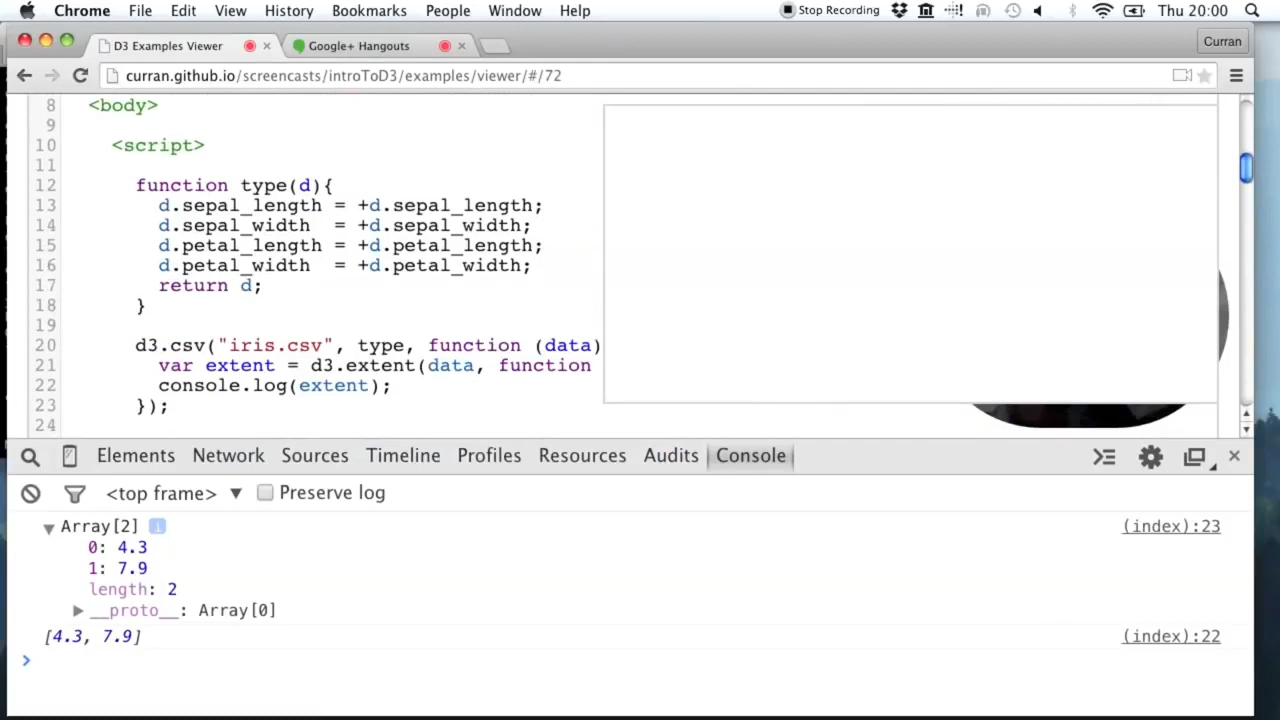 Chrome File Edit View History Bookmarks People Window Help Stop Recording Thu 20:00
D3 Examples Viewer Google+ Hangouts Curran
curran.github.io/screencasts/introToD3/examples/viewer/#/72
8 <body>
9
10 <script>
11
12 function type(d){
13 d.sepal_length = +d.sepal_length;
14 d.sepal_width = +d.sepal_width;
15 d.petal_length = +d.petal_length;
16 d.petal_width = +d.petal_width;
17 return d;
18 }
19
20 d3.csv("iris.csv", type, function (data)
21 var extent = d3.extent(data, function
22 console.log(extent);
23 });
24
Elements Network Sources Timeline Profiles Resources Audits Console
<top frame> ▼ Preserve log
▼ Array[2] i (index):23
0: 4.3
1: 7.9
length: 2
▶ __proto__: Array[0]
[4.3, 7.9] (index):22
>